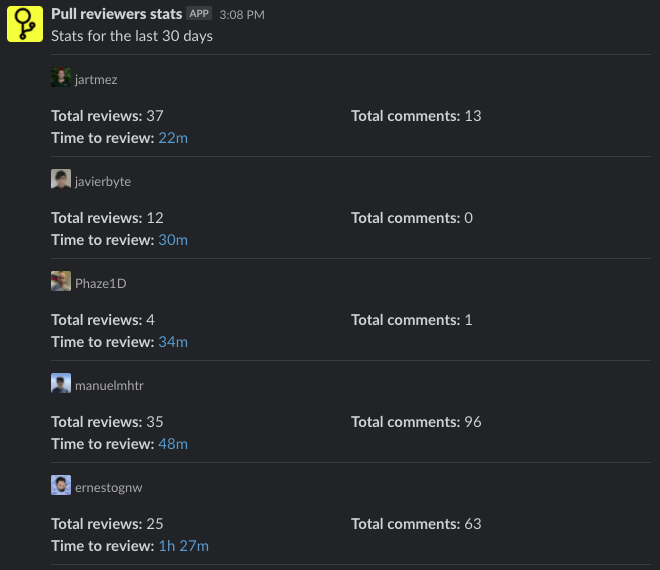 Pull reviewers stats APP 3:08 PM
Stats for the last 30 days
jartmez
Total reviews: 37 Total comments: 13
Time to review: 22m
javierbyte
Total reviews: 12 Total comments: 0
Time to review: 30m
Phaze1D
Total reviews: 4 Total comments: 1
Time to review: 34m
manuelmhtr
Total reviews: 35 Total comments: 96
Time to review: 48m
ernestognw
Total reviews: 25 Total comments: 63
Time to review: 1h 27m